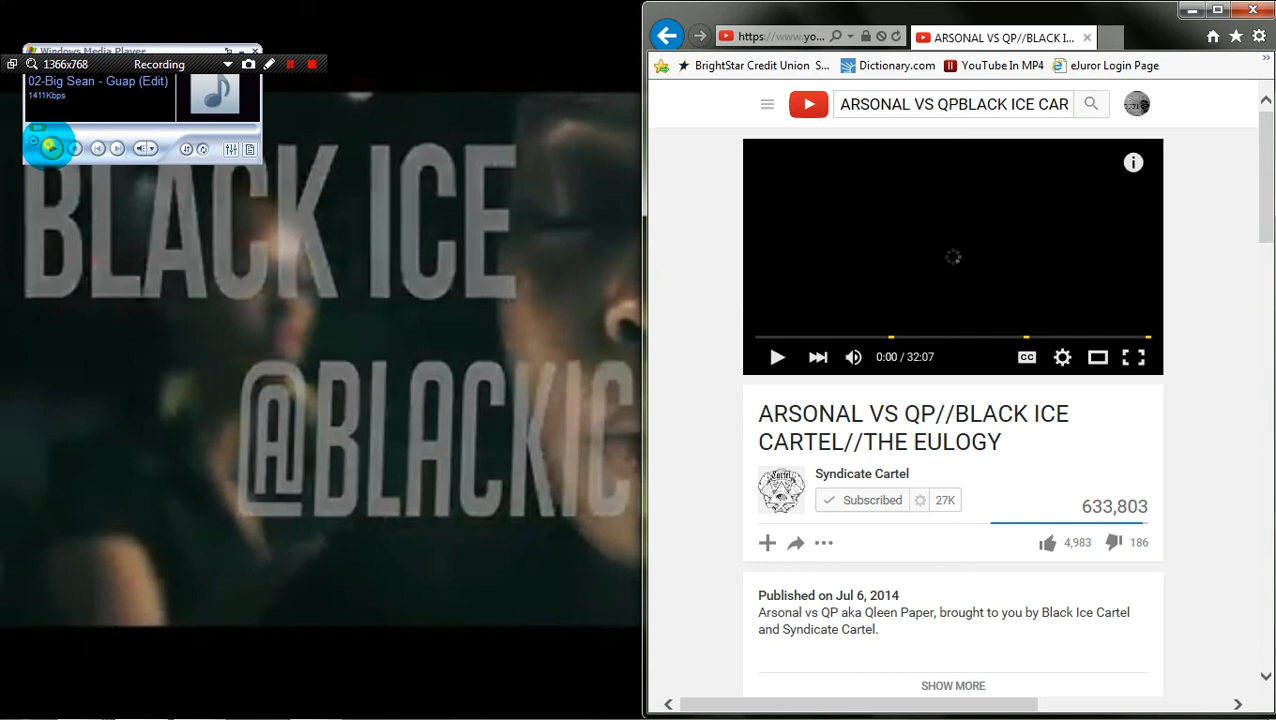 Windows Media Player
1366x768
Recording
02-Big Sean - Guap (Edit)
1411Kbps
BLACK ICE
@BLACKIC
https://www.yo...
ARSONAL VS QP//BLACK I...
BrightStar Credit Union S...
Dictionary.com
YouTube In MP4
eJuror Login Page
ARSONAL VS QPBLACK ICE CAR
0:00 / 32:07
CC
ARSONAL VS QP//BLACK ICE
CARTEL//THE EULOGY
Cartel
Syndicate Cartel
Subscribed
27K
633,803
4,983
186
Published on Jul 6, 2014
Arsonal vs QP aka Qleen Paper, brought to you by Black Ice Cartel
and Syndicate Cartel.
SHOW MORE